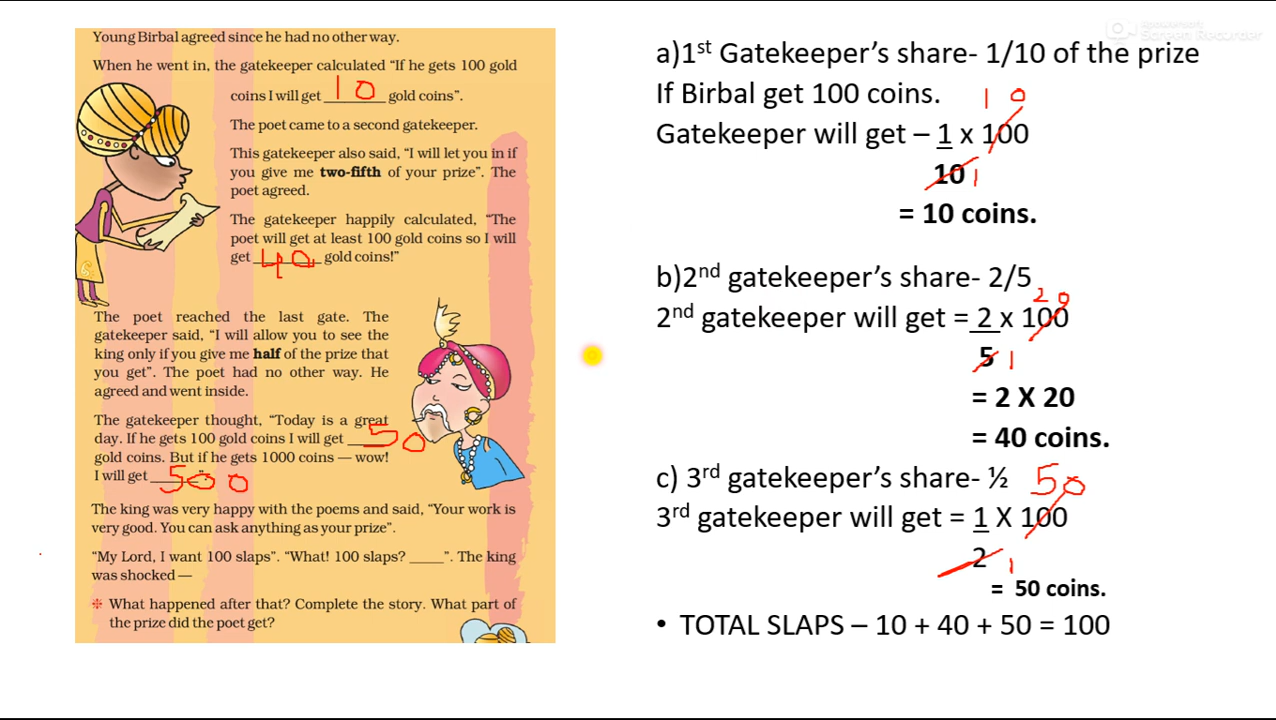 Young Birbal agreed since he had no other way.
When he went in, the gatekeeper calculated “If he gets 100 gold
coins I will get 10 gold coins”.
The poet came to a second gatekeeper.
This gatekeeper also said, “I will let you in if
you give me two-fifth of your prize”. The
poet agreed.
The gatekeeper happily calculated, “The
poet will get at least 100 gold coins so I will
get 40 gold coins!”
The poet reached the last gate. The
gatekeeper said, “I will allow you to see the
king only if you give me half of the prize that
you get”. The poet had no other way. He
agreed and went inside.
The gatekeeper thought, “Today is a great
day. If he gets 100 gold coins I will get 50
gold coins. But if he gets 1000 coins — wow!
I will get 500”.
The king was very happy with the poems and said, “Your work is
very good. You can ask anything as your prize”.
“My Lord, I want 100 slaps”. “What! 100 slaps? ____”. The king
was shocked —
❈ What happened after that? Complete the story. What part of
the prize did the poet get?
Apowersoft
Screen Recorder
a)1st Gatekeeper’s share- 1/10 of the prize
If Birbal get 100 coins.
10
Gatekeeper will get – 1 x 100
10 1
= 10 coins.
b)2nd gatekeeper’s share- 2/5
20
2nd gatekeeper will get = 2 x 100
5 1
= 2 X 20
= 40 coins.
c) 3rd gatekeeper’s share- ½ 50
3rd gatekeeper will get = 1 X 100
2 1
= 50 coins.
• TOTAL SLAPS – 10 + 40 + 50 = 100